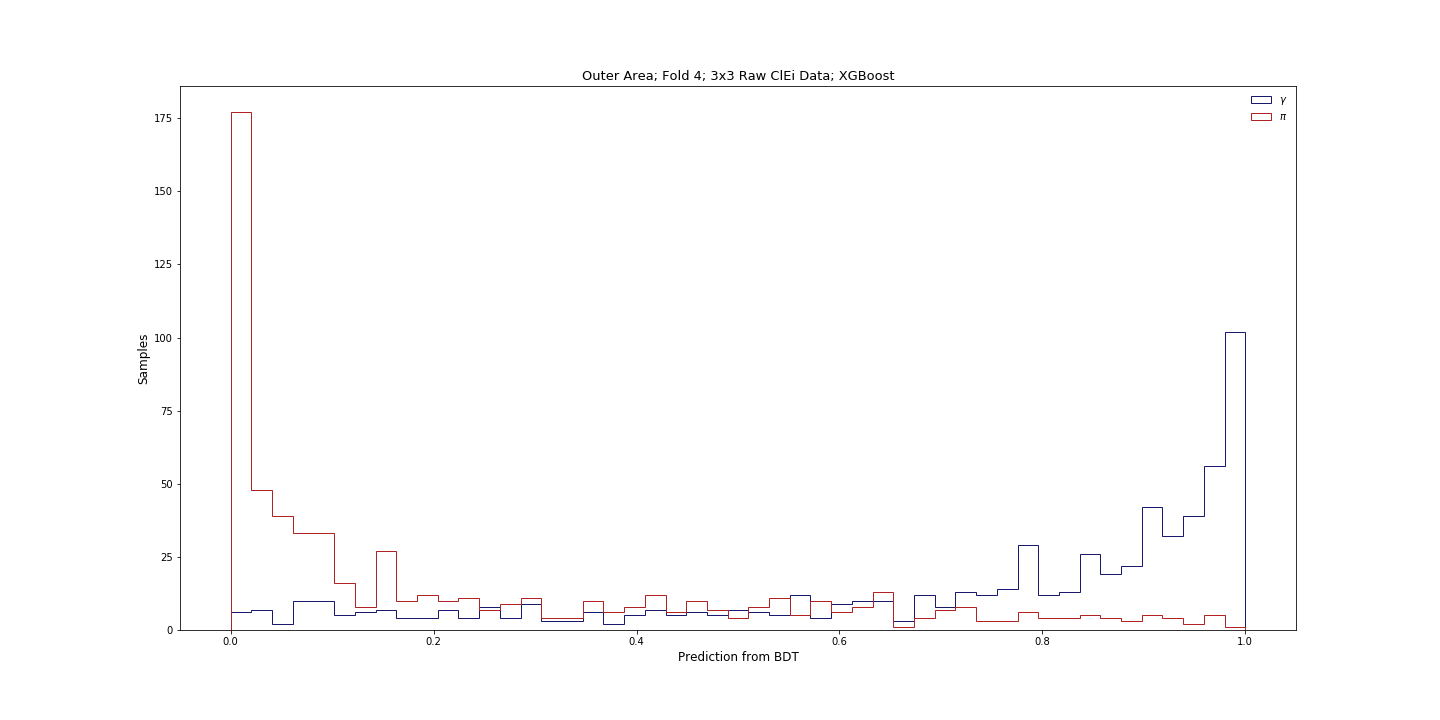 Outer Area; Fold 4; 3x3 Raw ClEi Data; XGBoost
γ
π
175
150
125
100
75
50
25
0
Samples
0.0 0.2 0.4 0.6 0.8 1.0
Prediction from BDT